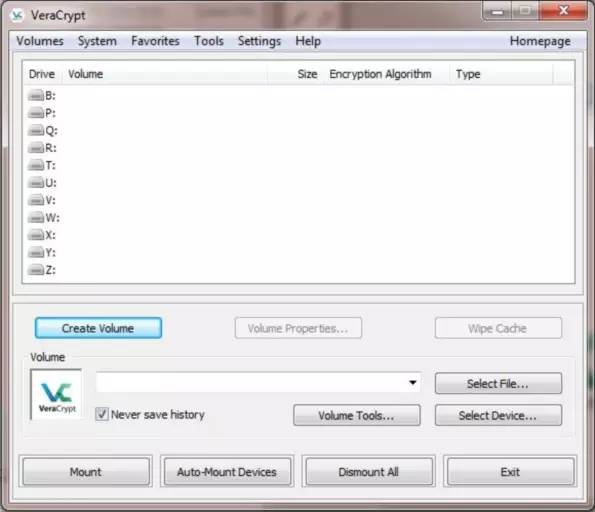 VeraCrypt
Volumes System Favorites Tools Settings Help Homepage
Drive Volume Size Encryption Algorithm Type
B:
P:
Q:
R:
T:
U:
V:
W:
X:
Y:
Z:
Create Volume Volume Properties... Wipe Cache
Volume
VC
VeraCrypt
Select File...
Never save history Volume Tools... Select Device...
Mount Auto-Mount Devices Dismount All Exit